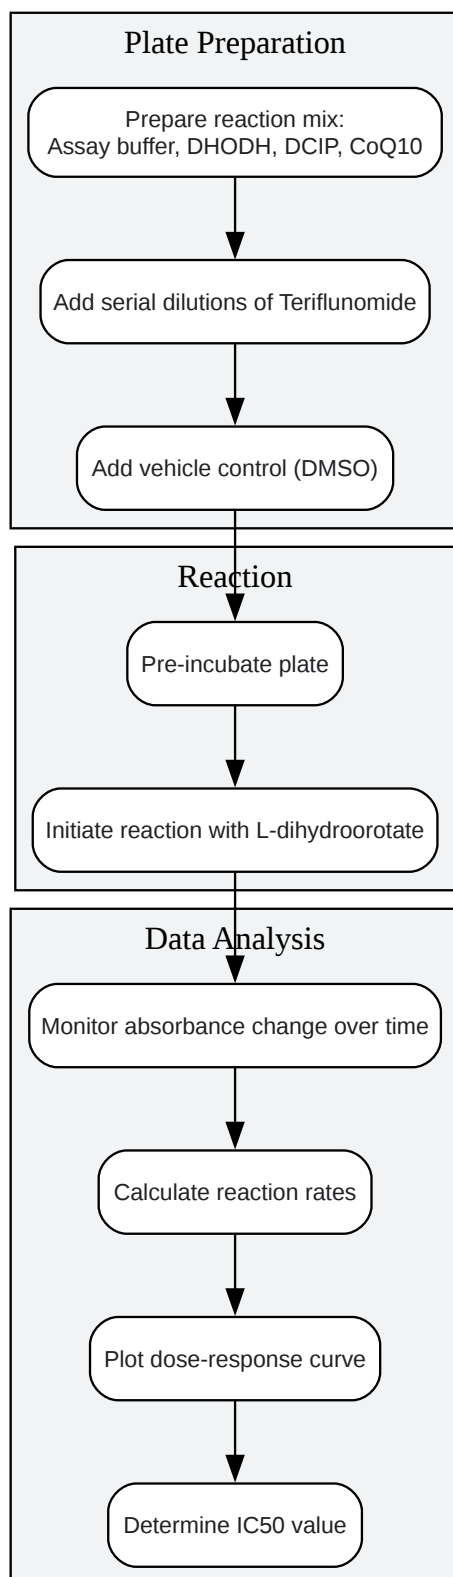 Plate Preparation
Prepare reaction mix:
Assay buffer, DHODH, DCIP, CoQ10
Add serial dilutions of Teriflunomide
Add vehicle control (DMSO)
Reaction
Pre-incubate plate
Initiate reaction with L-dihydroorotate
Data Analysis
Monitor absorbance change over time
Calculate reaction rates
Plot dose-response curve
Determine IC50 value